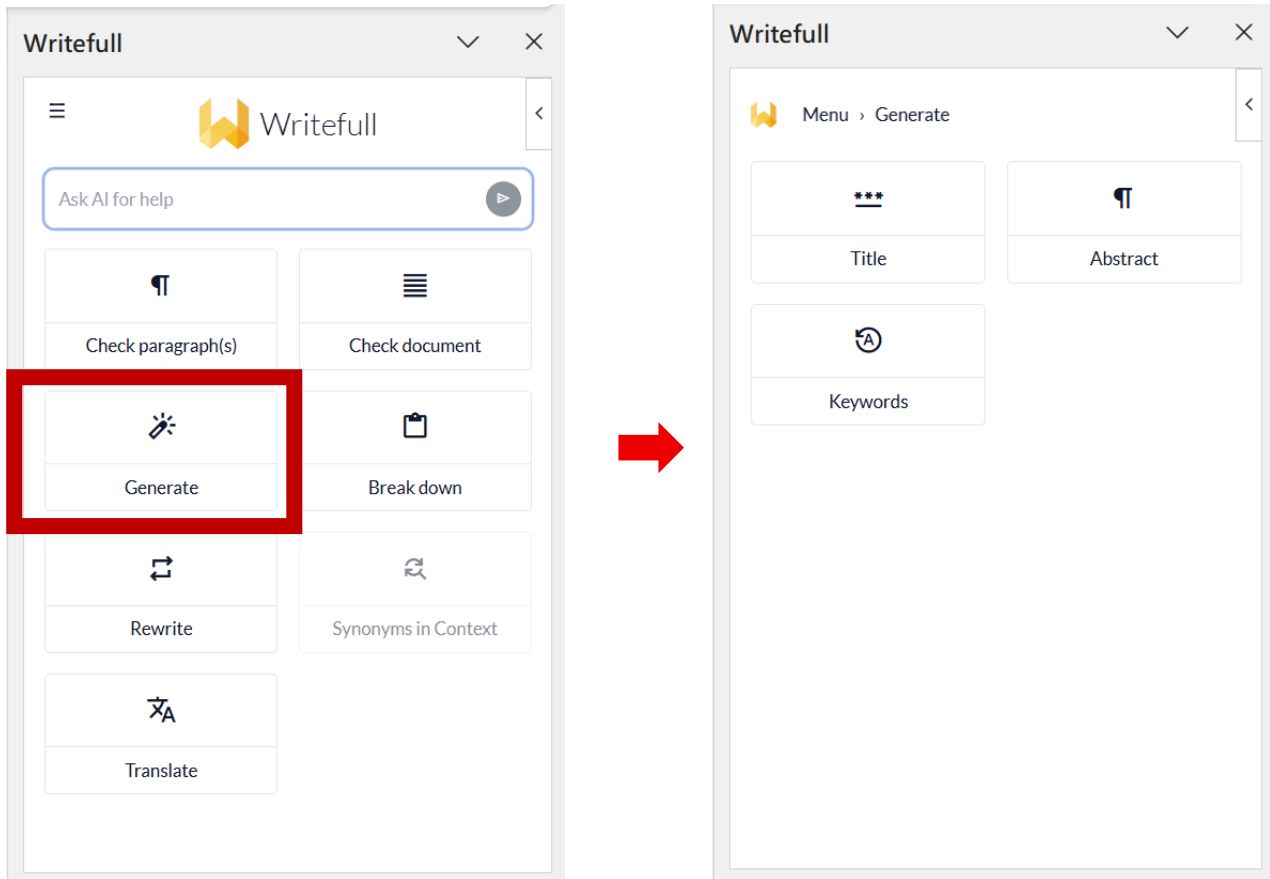 Writefull
Writefull
Ask AI for help
Check paragraph(s)
Check document
Generate
Break down
Rewrite
Synonyms in Context
Translate
Writefull
Menu › Generate
Title
Abstract
Keywords